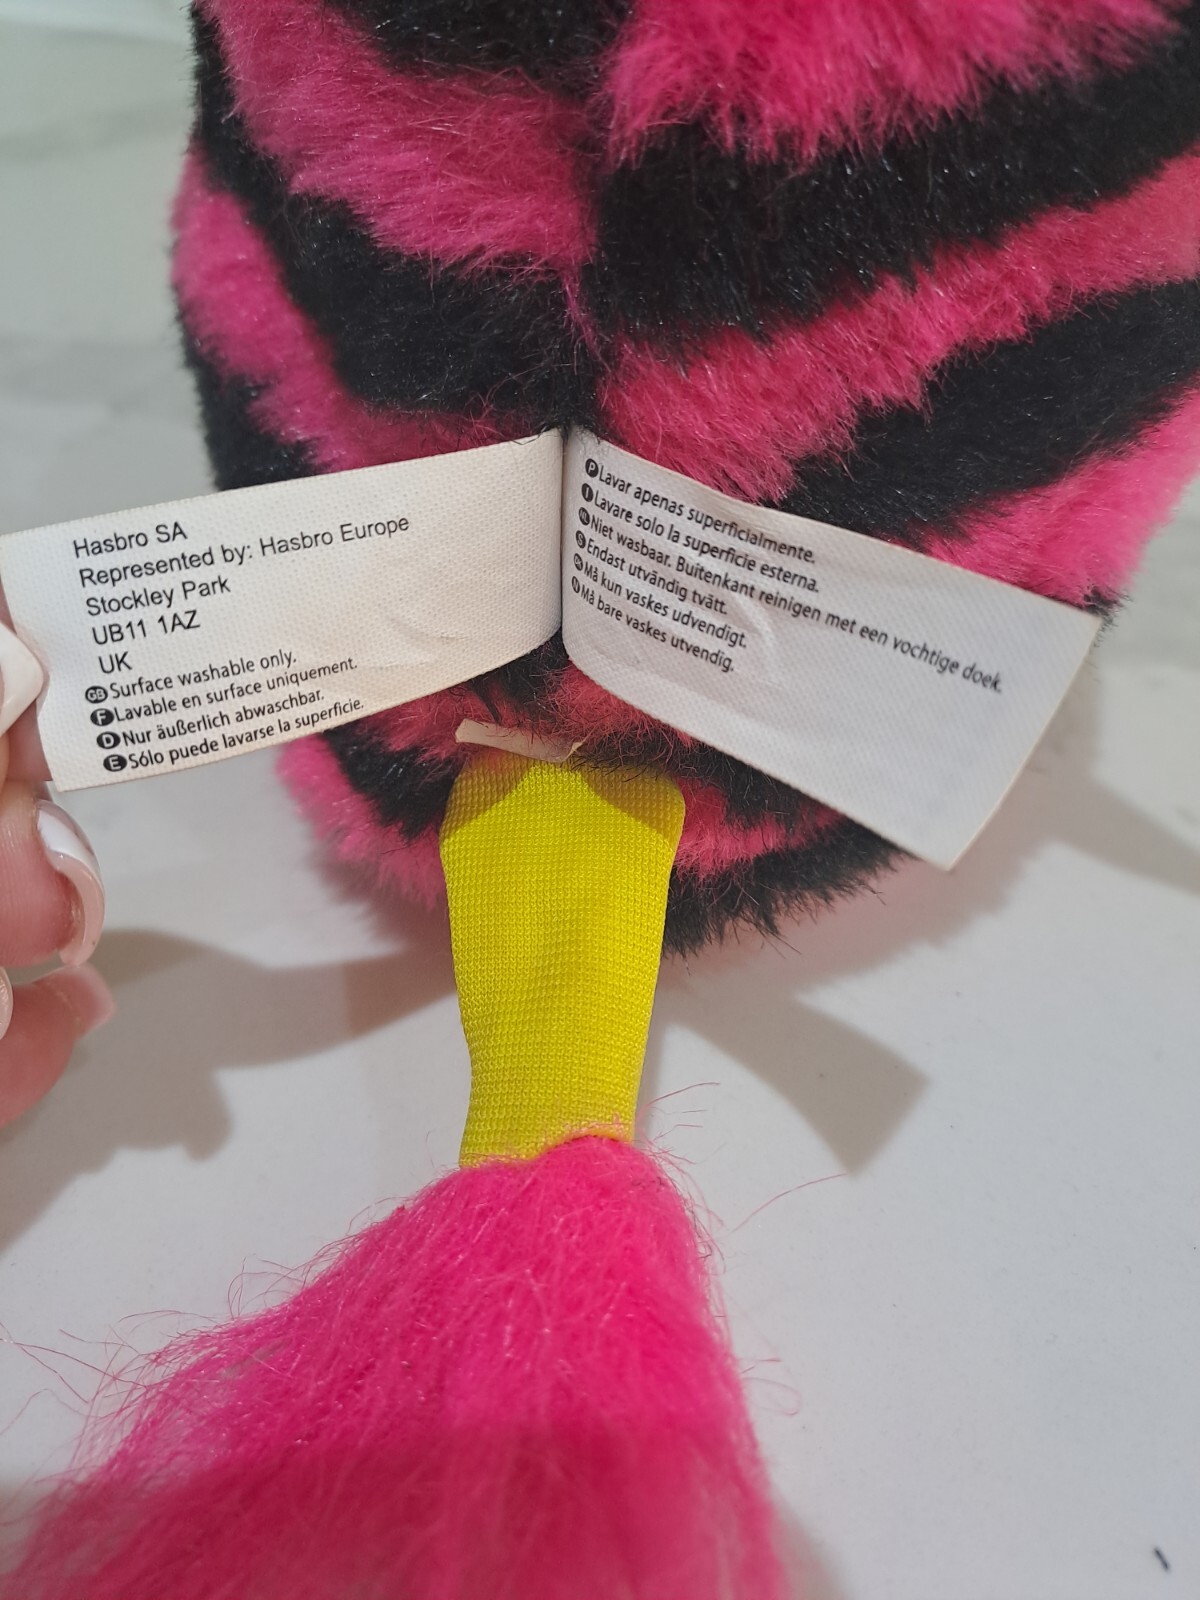 Hasbro SA
Represented by: Hasbro Europe
Stockley Park
UB11 1AZ
UK
GB Surface washable only.
F Lavable en surface uniquement.
D Nur äußerlich abwaschbar.
E Sólo puede lavarse la superficie.
P Lavar apenas superficialmente.
I Lavare solo la superficie esterna.
NL Niet wasbaar. Buitenkant reinigen met een vochtige doek.
S Endast utvändig tvätt.
DK Må kun vaskes udvendigt.
N Må bare vaskes utvendig.